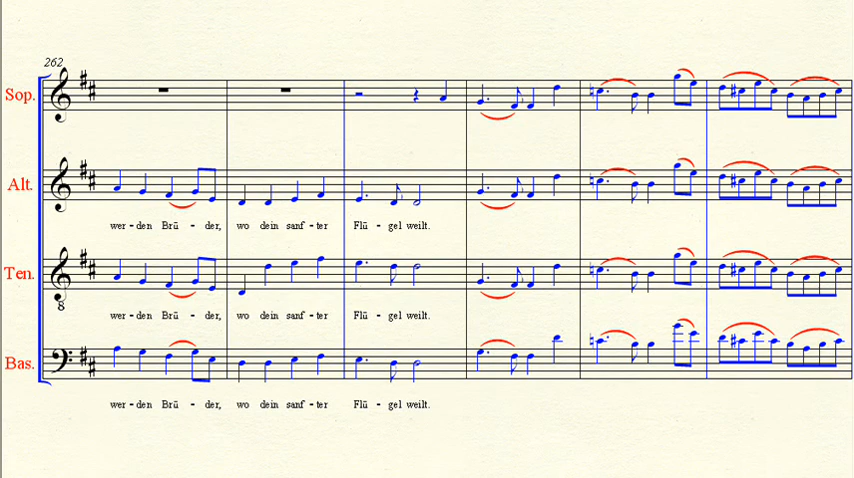 262
Sop.
Alt.
wer - den Brü - der, wo dein sanf - ter Flü - gel weilt.
Ten.
8
wer - den Brü - der, wo dein sanf - ter Flü - gel weilt.
Bas.
wer - den Brü - der, wo dein sanf - ter Flü - gel weilt.